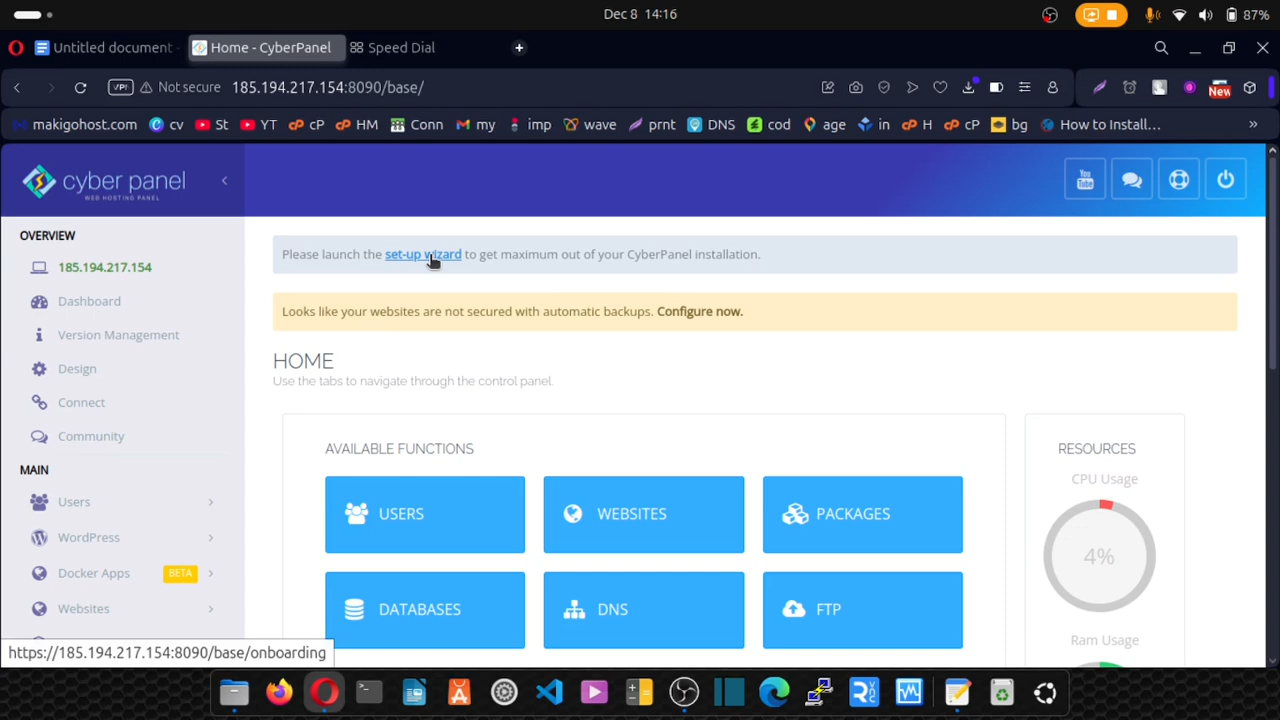 Dec 8 14:16
87%
Untitled document
Home - CyberPanel
Speed Dial
VPN
Not secure
185.194.217.154:8090/base/
New
makigohost.com
cv
St
YT
cP
HM
Conn
my
imp
wave
prnt
DNS
cod
age
in
H
cP
bg
How to Install...
cyber panel
WEB HOSTING PANEL
You
Tube
OVERVIEW
185.194.217.154
Dashboard
Version Management
Design
Connect
Community
MAIN
Users
WordPress
Docker Apps
BETA
Websites
Please launch the set-up wizard to get maximum out of your CyberPanel installation.
Looks like your websites are not secured with automatic backups. Configure now.
HOME
Use the tabs to navigate through the control panel.
AVAILABLE FUNCTIONS
USERS
WEBSITES
PACKAGES
DATABASES
DNS
FTP
RESOURCES
CPU Usage
4%
Ram Usage
https://185.194.217.154:8090/base/onboarding